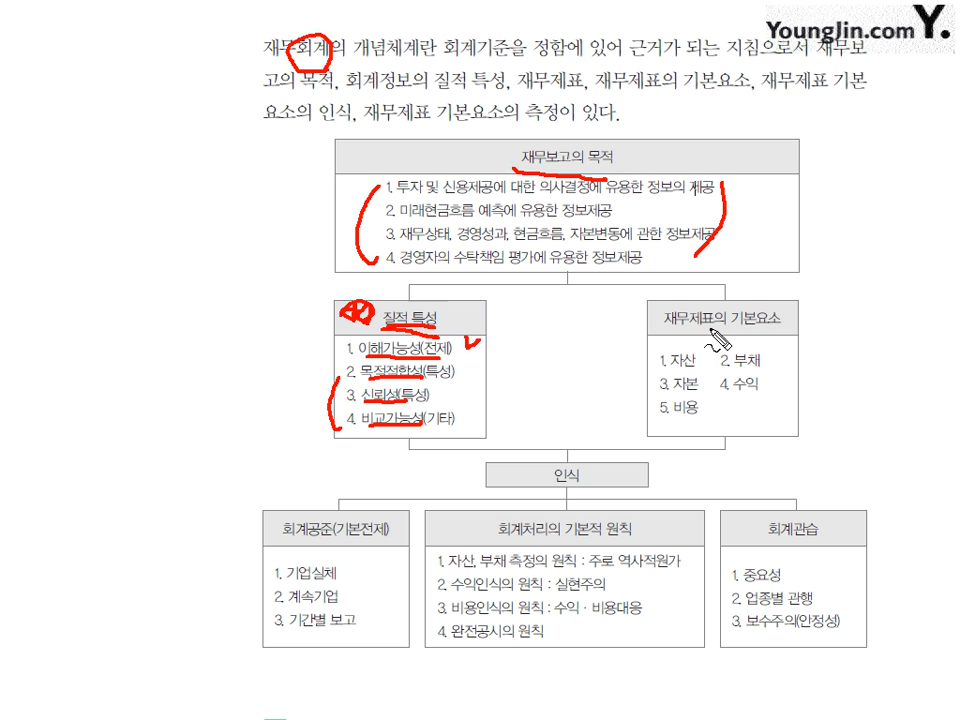 Younglin.com Y.
재무회계의 개념체계란 회계기준을 정함에 있어 근거가 되는 지침으로서 재무보
고의 목적, 회계정보의 질적 특성, 재무제표, 재무제표의 기본요소, 재무제표 기본
요소의 인식, 재무제표 기본요소의 측정이 있다.
재무보고의 목적
1. 투자 및 신용제공에 대한 의사결정에 유용한 정보의 제공
2. 미래현금흐름 예측에 유용한 정보제공
3. 재무상태, 경영성과, 현금흐름, 자본변동에 관한 정보제공
4. 경영자의 수탁책임 평가에 유용한 정보제공
질적 특성
1. 이해가능성(전제)
2. 목적적합성(특성)
3. 신뢰성(특성)
4. 비교가능성(기타)
재무제표의 기본요소
1. 자산 2. 부채
3. 자본 4. 수익
5. 비용
인식
회계공준(기본전제)
1. 기업실체
2. 계속기업
3. 기간별 보고
회계처리의 기본적 원칙
1. 자산, 부채 측정의 원칙 : 주로 역사적원가
2. 수익인식의 원칙 : 실현주의
3. 비용인식의 원칙 : 수익 · 비용대응
4. 완전공시의 원칙
회계관습
1. 중요성
2. 업종별 관행
3. 보수주의(안정성)